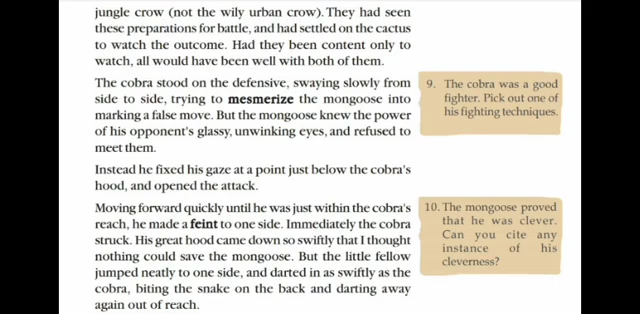 jungle crow (not the wily urban crow). They had seen
these preparations for battle, and had settled on the cactus
to watch the outcome. Had they been content only to
watch, all would have been well with both of them.
The cobra stood on the defensive, swaying slowly from
side to side, trying to mesmerize the mongoose into
marking a false move. But the mongoose knew the power
of his opponent's glassy, unwinking eyes, and refused to
meet them.
Instead he fixed his gaze at a point just below the cobra's
hood, and opened the attack.
Moving forward quickly until he was just within the cobra's
reach, he made a feint to one side. Immediately the cobra
struck. His great hood came down so swiftly that I thought
nothing could save the mongoose. But the little fellow
jumped neatly to one side, and darted in as swiftly as the
cobra, biting the snake on the back and darting away
again out of reach.
9. The cobra was a good
fighter. Pick out one of
his fighting techniques.
10. The mongoose proved
that he was clever.
Can you cite any
instance of his
cleverness?